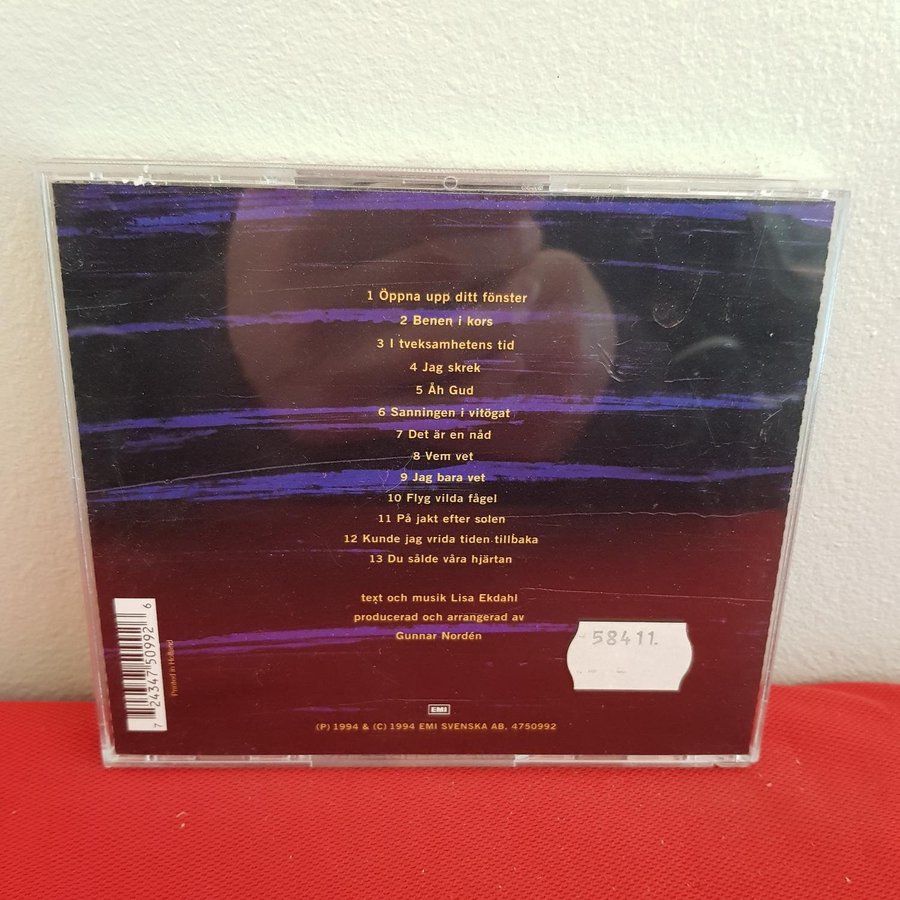 1 Öppna upp ditt fönster
2 Benen i kors
3 I tveksamhetens tid
4 Jag skrek
5 Åh Gud
6 Sanningen i vitögat
7 Det är en nåd
8 Vem vet
9 Jag bara vet
10 Flyg vilda fågel
11 På jakt efter solen
12 Kunde jag vrida tiden tillbaka
13 Du sålde våra hjärtan
text och musik Lisa Ekdahl
producerad och arrangerad av
Gunnar Nordén
7 24347 50992 6
Printed in Holland
58411.
EMI
(P) 1994 & (C) 1994 EMI SVENSKA AB. 4750992